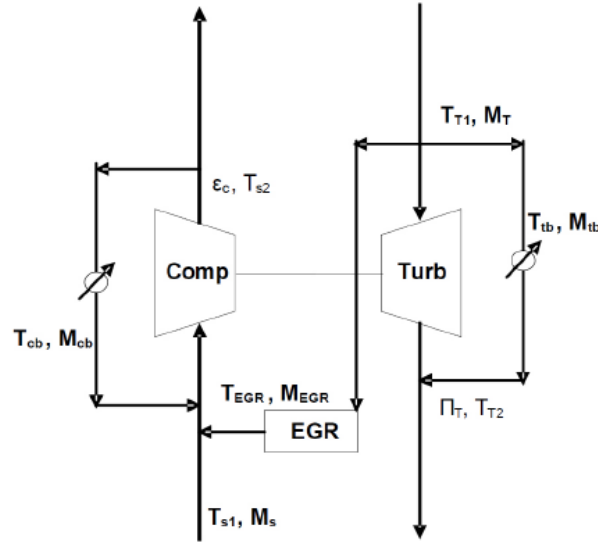 T_T1, M_T
ε_c, T_s2
T_tb, M_tb
Comp
Turb
T_cb, M_cb
T_EGR, M_EGR
Π_T, T_T2
EGR
T_s1, M_s